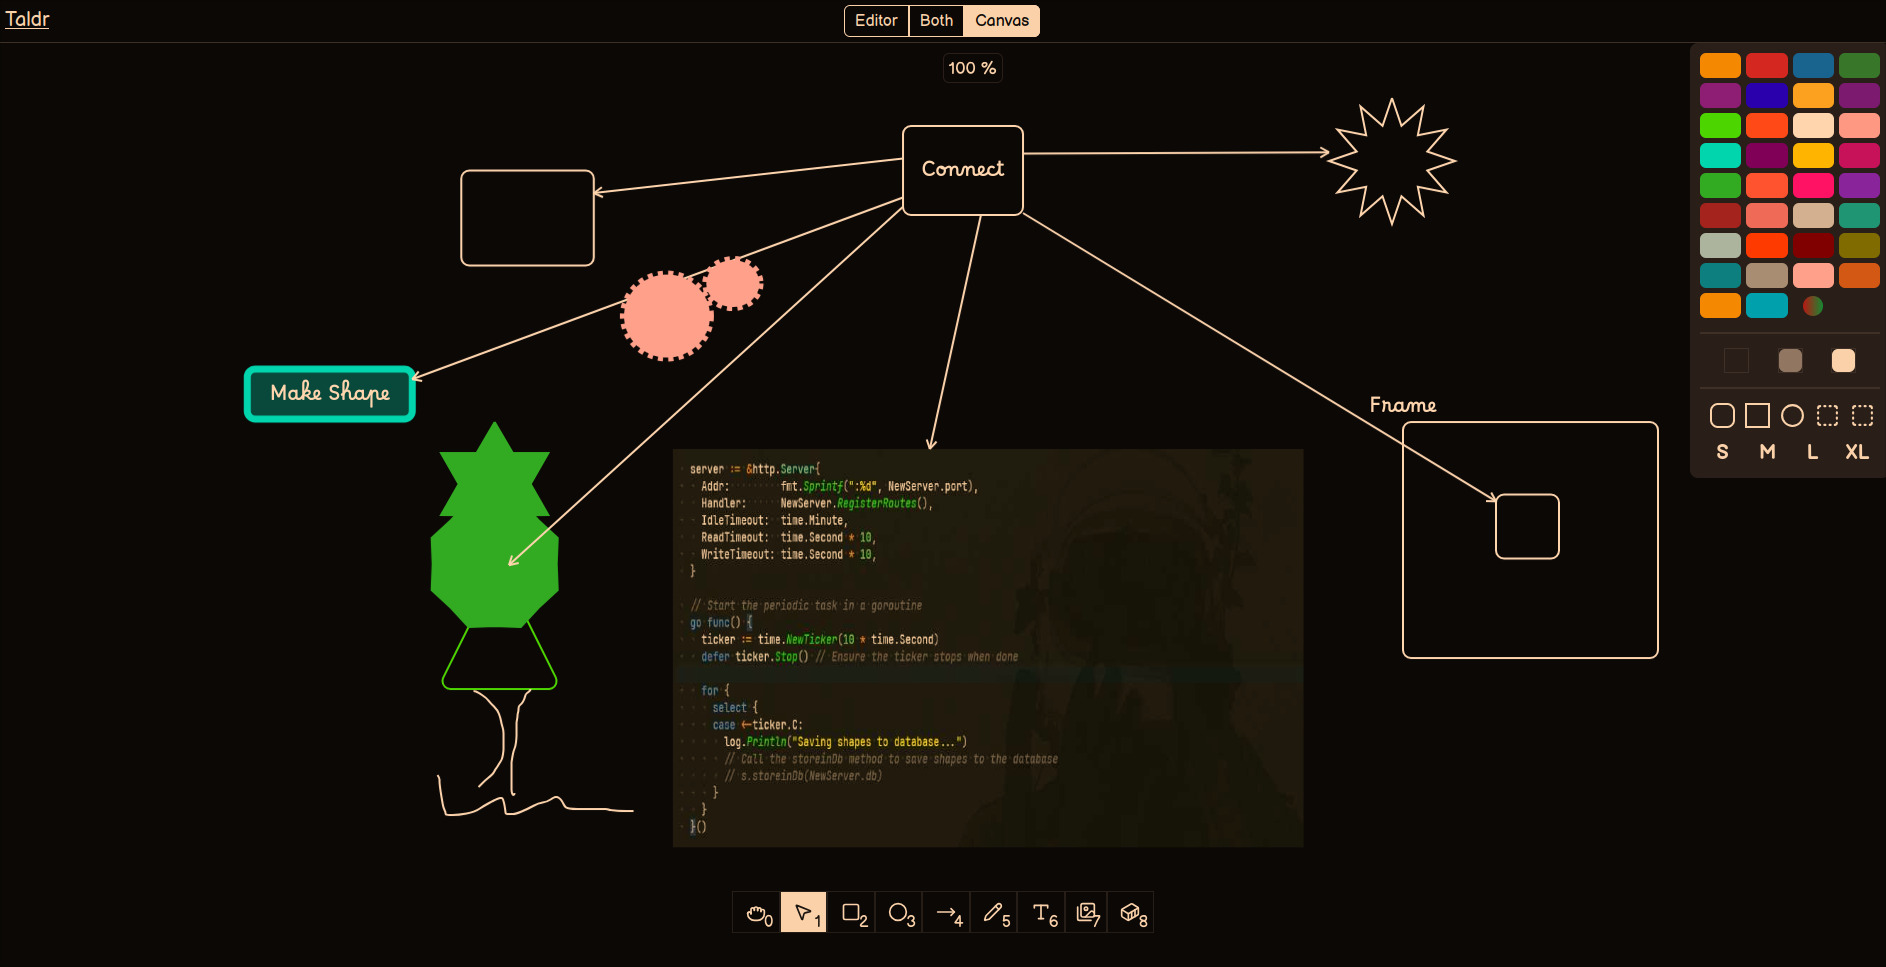 Taldr
Editor Both Canvas
100 %
Connect
Make Shape
Frame
S M L XL
server := &http.Server{
Addr: fmt.Sprintf(":%d", NewServer.port),
Handler: NewServer.RegisterRoutes(),
IdleTimeout: time.Minute,
ReadTimeout: time.Second * 10,
WriteTimeout: time.Second * 10,
}
// Start the periodic task in a goroutine
go func() {
ticker := time.NewTicker(10 * time.Second)
defer ticker.Stop() // Ensure the ticker stops when done
for {
select {
case <-ticker.C:
log.Println("Saving shapes to database...")
// Call the storeinDb method to save shapes to the database
// s.storeinDb(NewServer.db)
}
}
}()
0 1 2 3 4 5 6 7 8